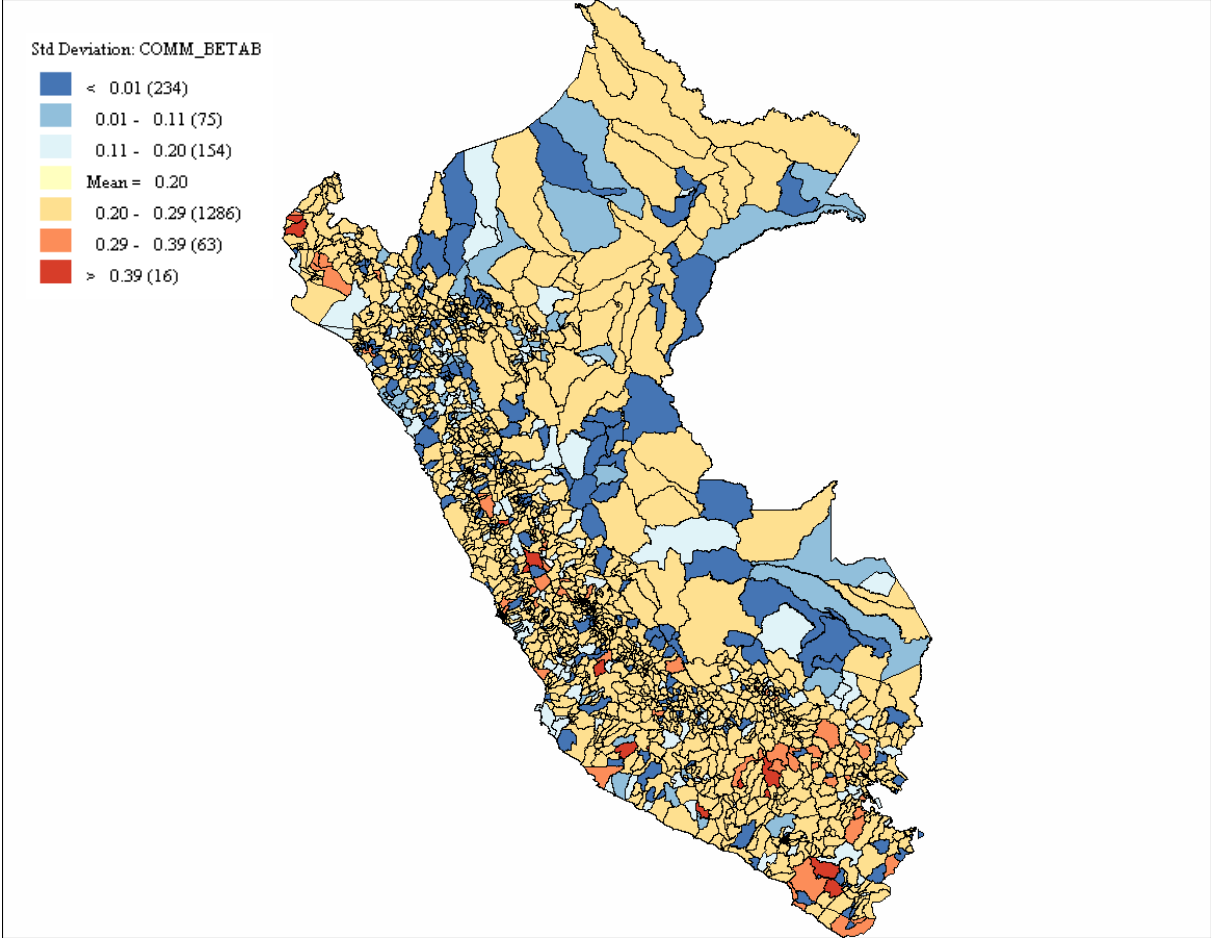 Std Deviation: COMM_BETAB
< 0.01 (234)
0.01 - 0.11 (75)
0.11 - 0.20 (154)
Mean = 0.20
0.20 - 0.29 (1286)
0.29 - 0.39 (63)
> 0.39 (16)